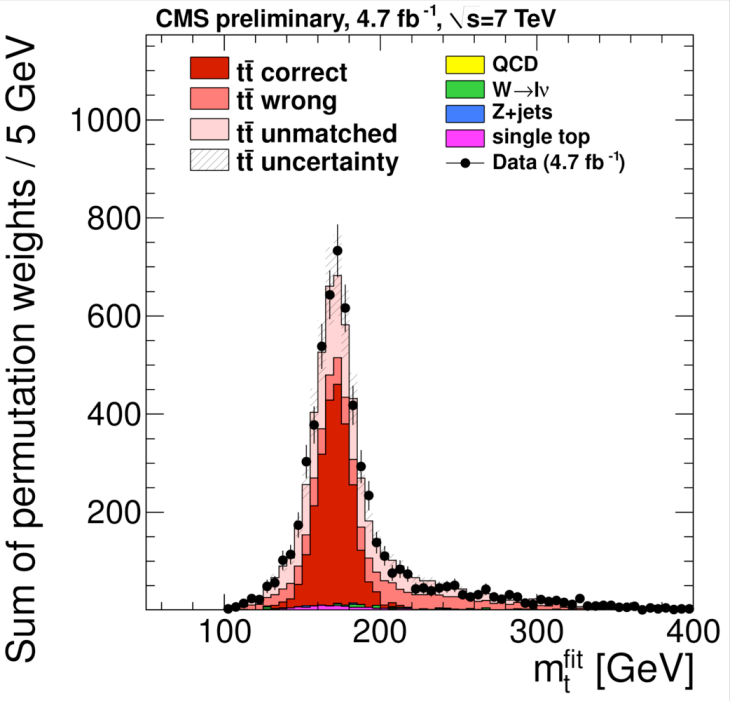 CMS preliminary, 4.7 fb⁻¹, √s=7 TeV
Sum of permutation weights / 5 GeV
tt̄ correct
tt̄ wrong
tt̄ unmatched
tt̄ uncertainty
QCD
W→lν
Z+jets
single top
Data (4.7 fb⁻¹)
1000
800
600
400
200
100 200 300 400
mₜᶠⁱᵗ [GeV]